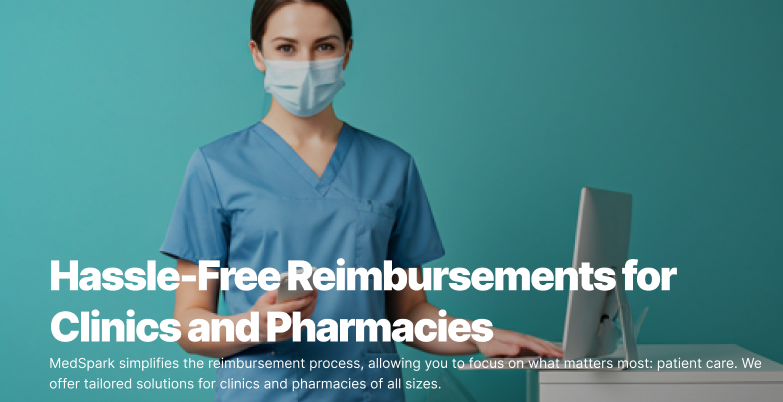 Hassle-Free Reimbursements for
Clinics and Pharmacies
MedSpark simplifies the reimbursement process, allowing you to focus on what matters most: patient care. We
offer tailored solutions for clinics and pharmacies of all sizes.